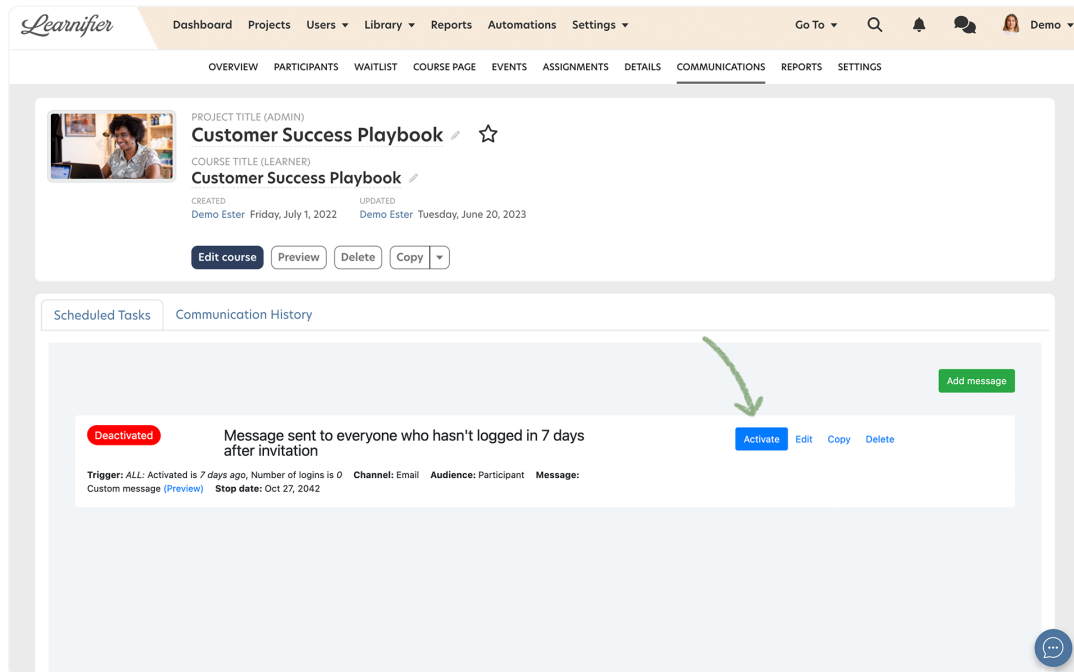 Learnifier
Dashboard Projects Users Library Reports Automations Settings Go To Demo
OVERVIEW PARTICIPANTS WAITLIST COURSE PAGE EVENTS ASSIGNMENTS DETAILS COMMUNICATIONS REPORTS SETTINGS
PROJECT TITLE (ADMIN)
Customer Success Playbook
COURSE TITLE (LEARNER)
Customer Success Playbook
CREATED UPDATED
Demo Ester Friday, July 1, 2022 Demo Ester Tuesday, June 20, 2023
Edit course Preview Delete Copy
Scheduled Tasks Communication History
Add message
Deactivated Message sent to everyone who hasn't logged in 7 days Activate Edit Copy Delete
after invitation
Trigger: ALL: Activated is 7 days ago, Number of logins is 0 Channel: Email Audience: Participant Message:
Custom message (Preview) Stop date: Oct 27, 2042